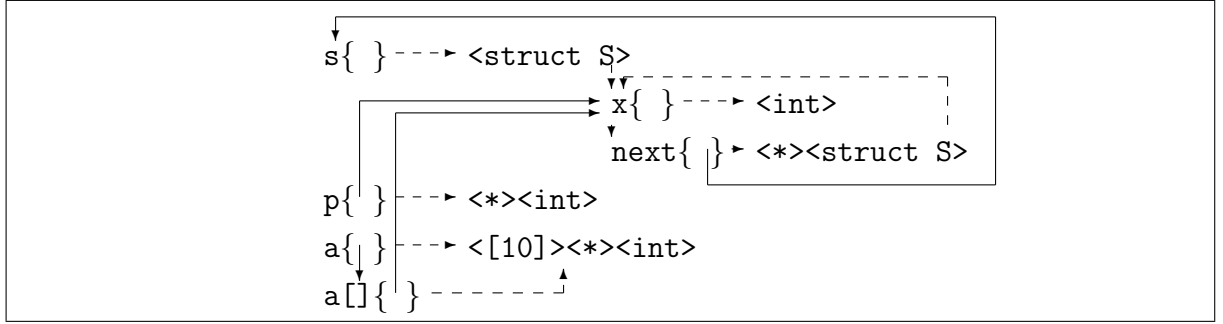 s{ } <struct S>
x{ } <int>
next{ } <*><struct S>
p{ } <*><int>
a{ } <[10]><*><int>
a[]{ }